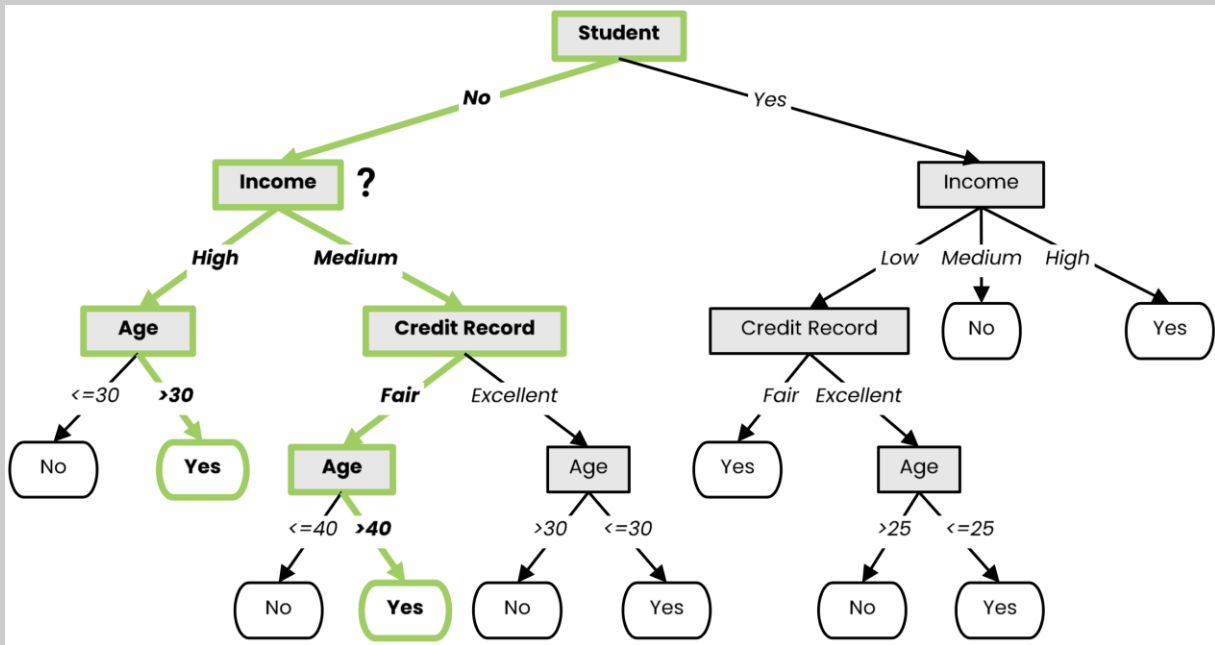 Student
No
Yes
Income ?
Income
High Medium
Low Medium High
Age
Credit Record
Credit Record
No
Yes
<=30 >30
Fair Excellent
Fair Excellent
No
Yes
Age
Age
Yes
Age
<=40 >40
>30 <=30
>25 <=25
No
Yes
No
Yes
No
Yes